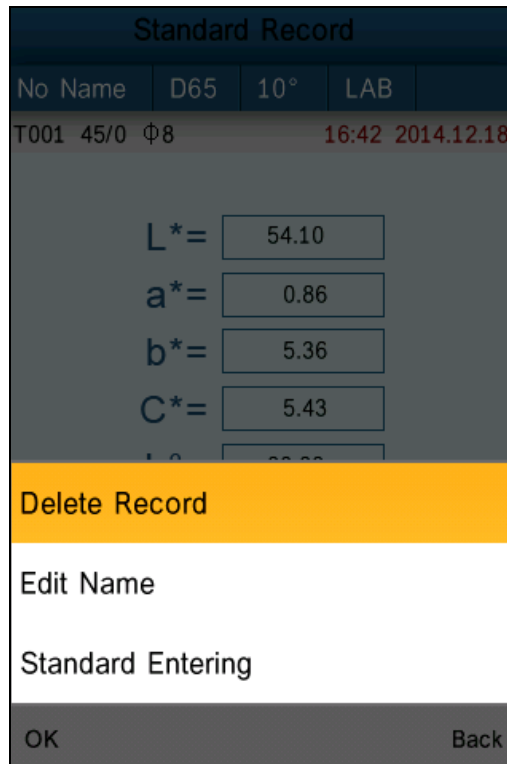 Standard Record
No Name D65 10° LAB
T001 45/0 Φ8 16:42 2014.12.18
L*= 54.10
a*= 0.86
b*= 5.36
C*= 5.43
Delete Record
Edit Name
Standard Entering
OK Back